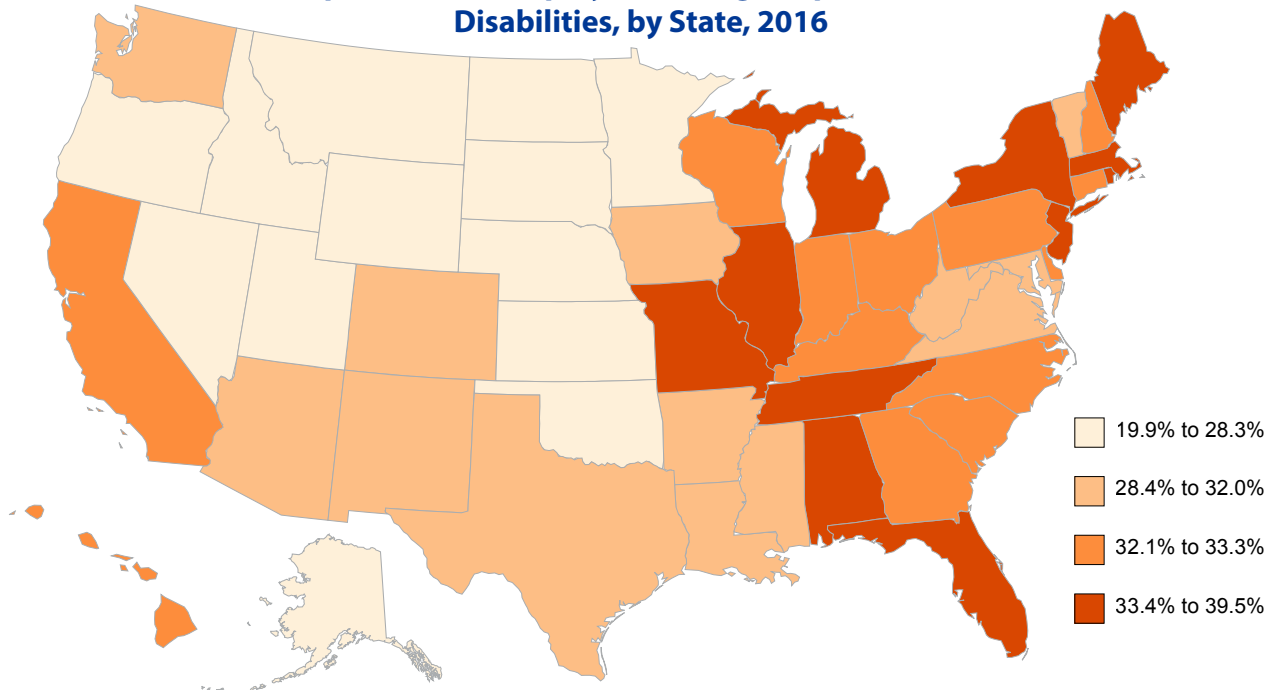 Disabilities, by State, 2016
19.9% to 28.3%
28.4% to 32.0%
32.1% to 33.3%
33.4% to 39.5%